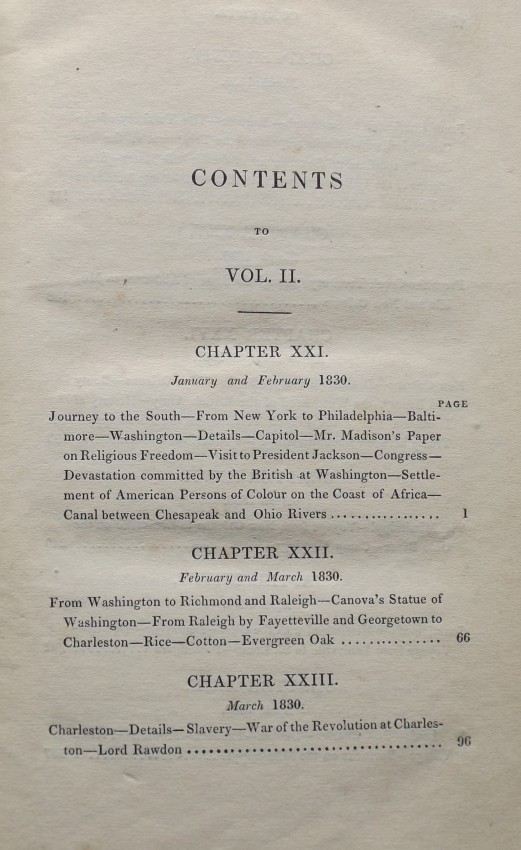 CONTENTS
TO
VOL. II.
CHAPTER XXI.
January and February 1830.
PAGE
Journey to the South—From New York to Philadelphia—Balti-
more—Washington—Details—Capitol—Mr. Madison's Paper
on Religious Freedom—Visit to President Jackson—Congress—
Devastation committed by the British at Washington—Settle-
ment of American Persons of Colour on the Coast of Africa—
Canal between Chesapeak and Ohio Rivers ................. 1
CHAPTER XXII.
February and March 1830.
From Washington to Richmond and Raleigh—Canova's Statue of
Washington—From Raleigh by Fayetteville and Georgetown to
Charleston—Rice—Cotton—Evergreen Oak ............... 66
CHAPTER XXIII.
March 1830.
Charleston—Details—Slavery—War of the Revolution at Charles-
ton—Lord Rawdon ....................................... 96